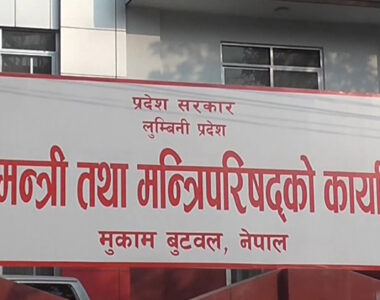 प्रदेश सरकार
लुम्बिनी प्रदेश
मन्त्री तथा मन्त्रिपरिषद्को कार्या
मुकाम बुटवल, नेपाल